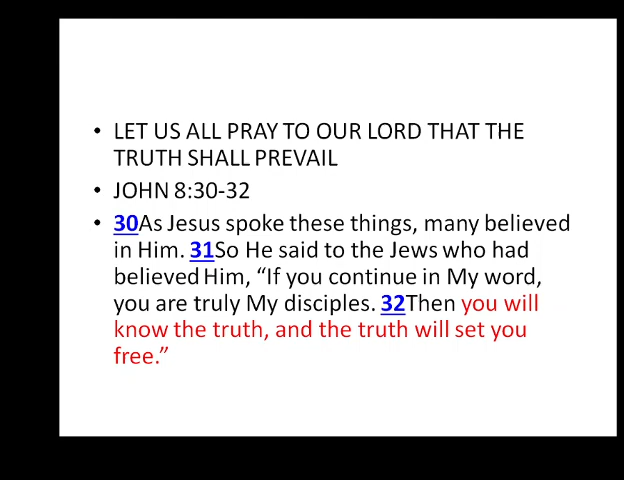 • LET US ALL PRAY TO OUR LORD THAT THE
TRUTH SHALL PREVAIL
• JOHN 8:30-32
• 30As Jesus spoke these things, many believed
in Him. 31So He said to the Jews who had
believed Him, “If you continue in My word,
you are truly My disciples. 32Then you will
know the truth, and the truth will set you
free.”